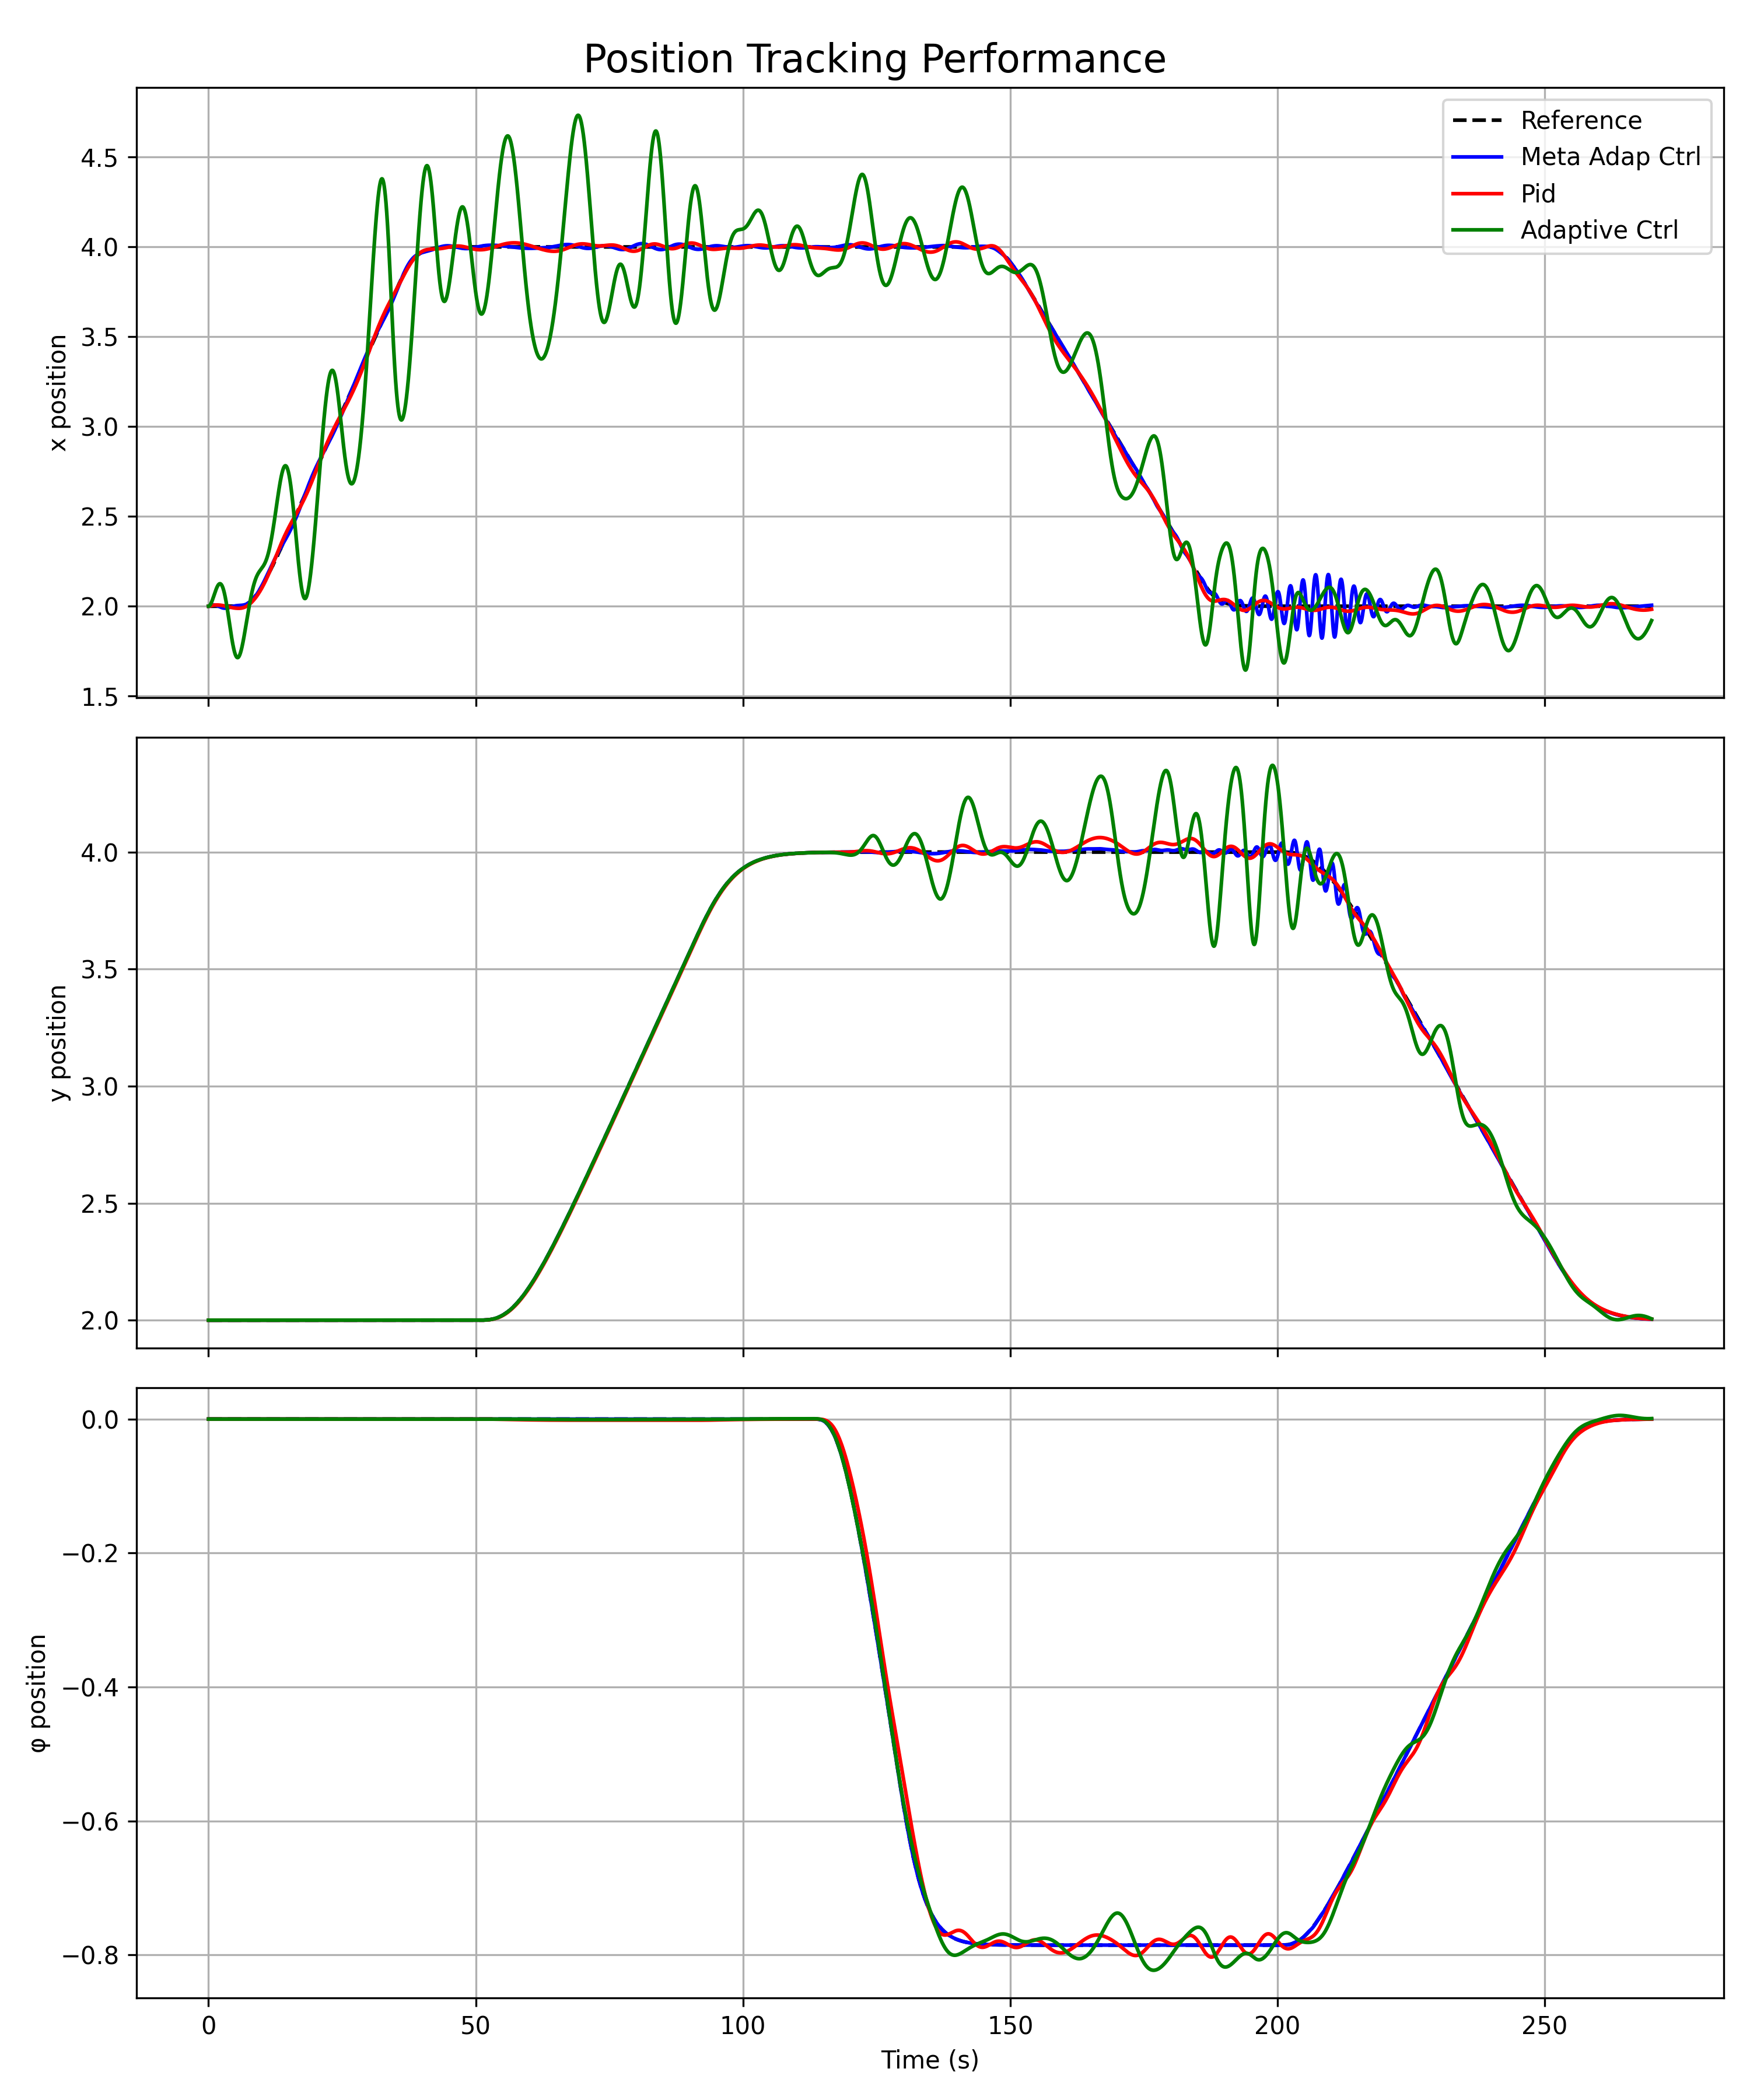 Position Tracking Performance
Reference
Meta Adap Ctrl
Pid
Adaptive Ctrl
4.5
4.0
3.5
3.0
2.5
2.0
1.5
x position
4.0
3.5
3.0
2.5
2.0
y position
0.0
−0.2
−0.4
−0.6
−0.8
φ position
0 50 100 150 200 250
Time (s)